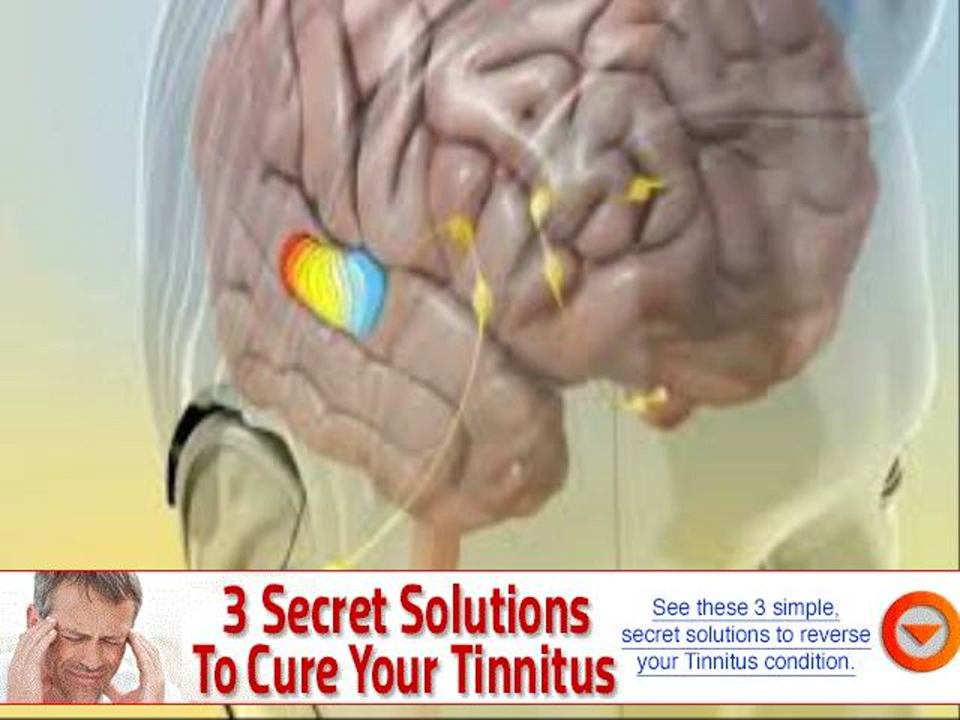 3 Secret Solutions
To Cure Your Tinnitus
See these 3 simple,
secret solutions to reverse
your Tinnitus condition.